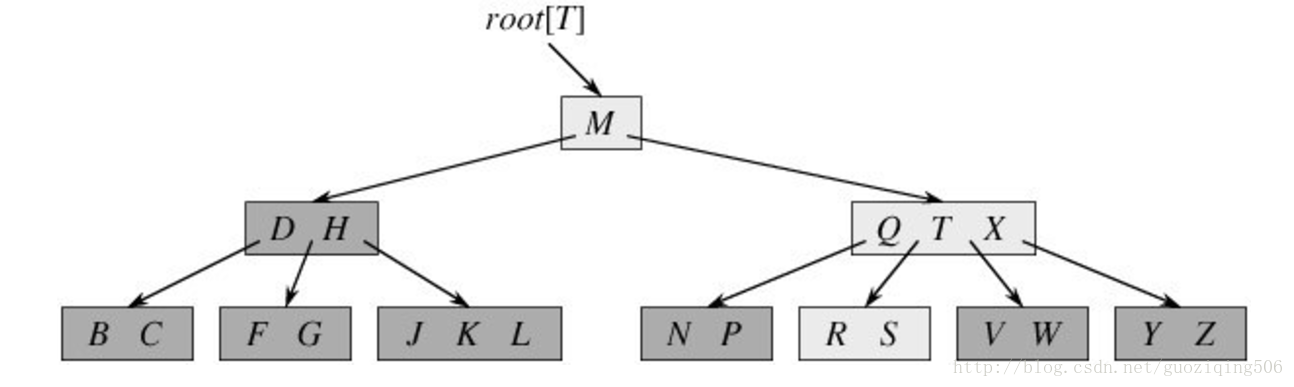 root[T]
M
D H
Q T X
B C
F G
J K L
N P
R S
V W
Y Z
http://blog.csdn.net/guoziqing506